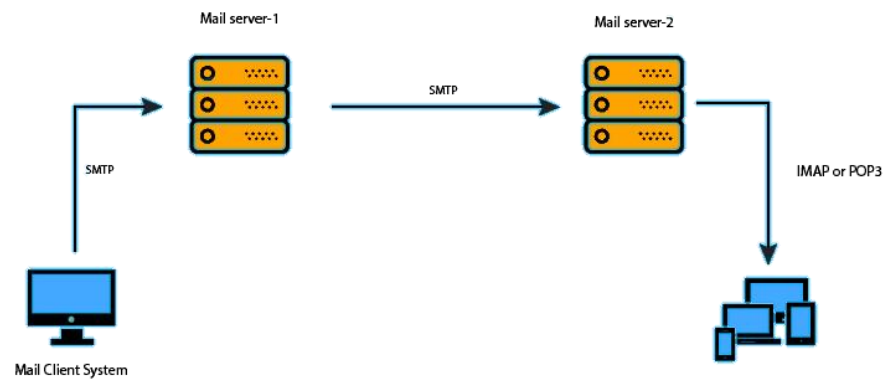 Mail server-1
Mail server-2
SMTP
SMTP
IMAP or POP3
Mail Client System